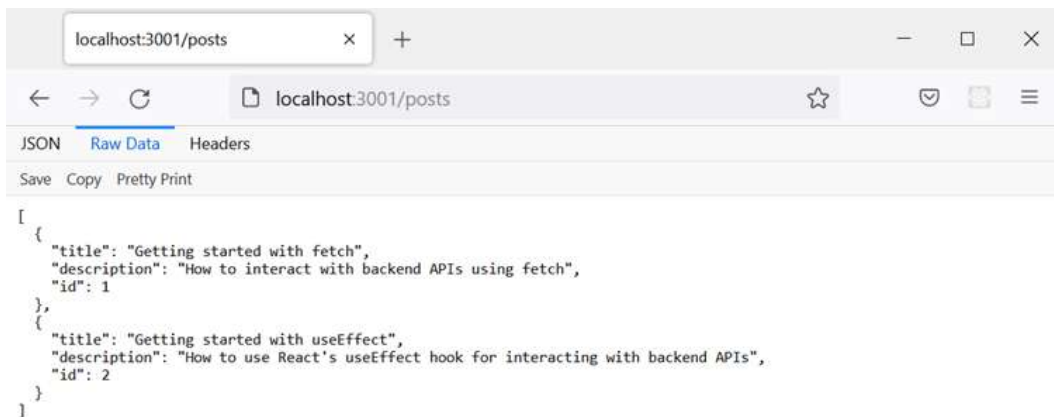 localhost:3001/posts
localhost:3001/posts
JSON Raw Data Headers
Save Copy Pretty Print
[
  {
    "title": "Getting started with fetch",
    "description": "How to interact with backend APIs using fetch",
    "id": 1
  },
  {
    "title": "Getting started with useEffect",
    "description": "How to use React's useEffect hook for interacting with backend APIs",
    "id": 2
  }
]